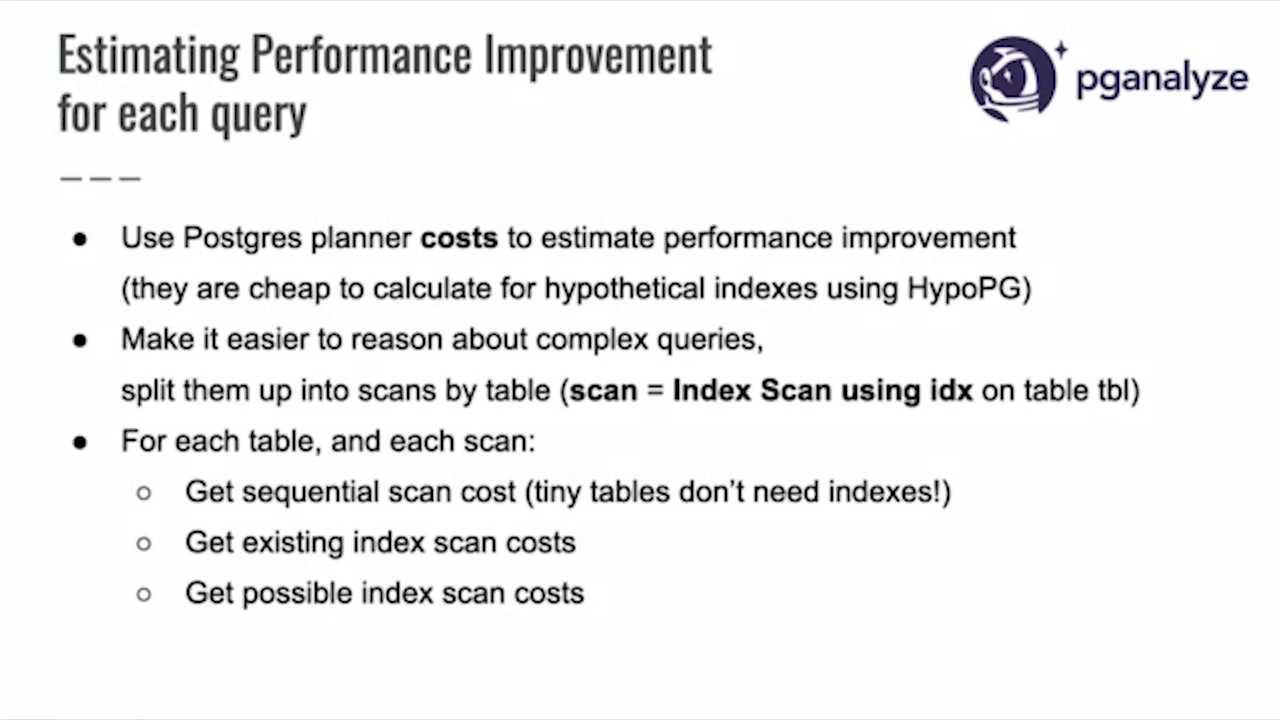 Estimating Performance Improvement
for each query
pganalyze
● Use Postgres planner costs to estimate performance improvement
(they are cheap to calculate for hypothetical indexes using HypoPG)
● Make it easier to reason about complex queries,
split them up into scans by table (scan = Index Scan using idx on table tbl)
● For each table, and each scan:
○ Get sequential scan cost (tiny tables don't need indexes!)
○ Get existing index scan costs
○ Get possible index scan costs